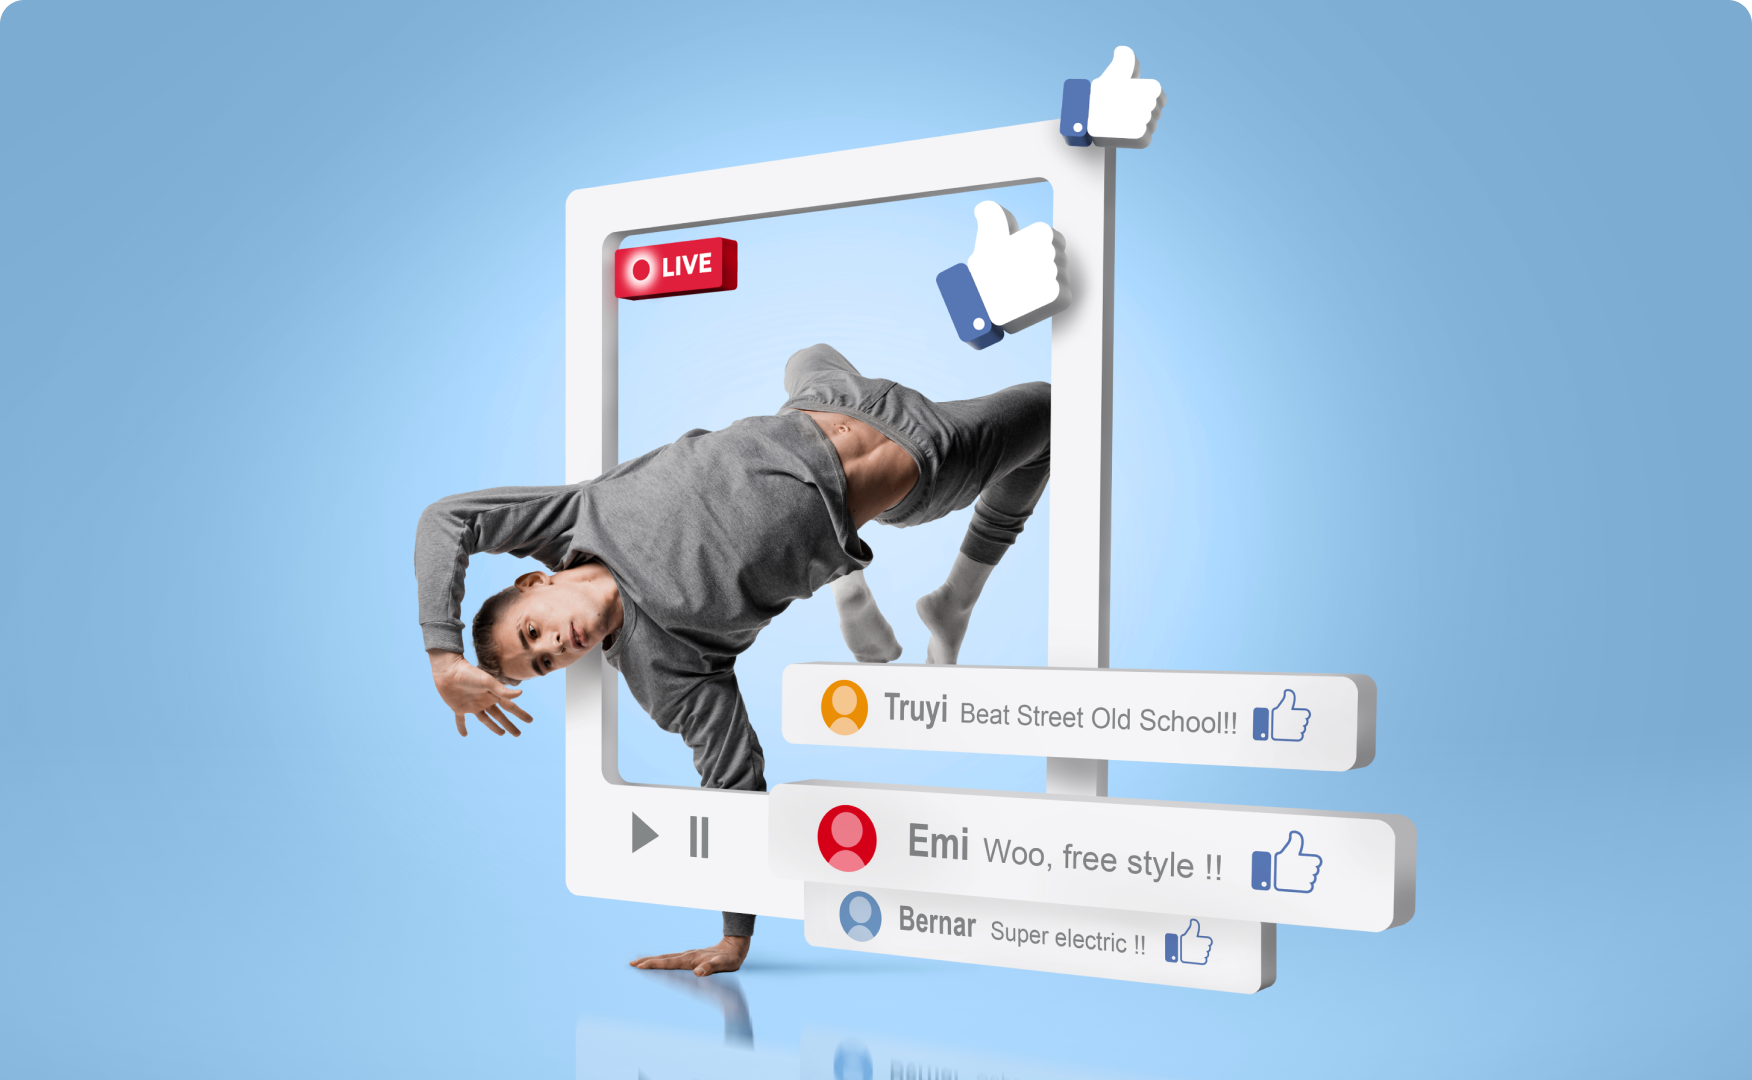 LIVE
Truyi Beat Street Old School!!
Emi Woo, free style !!
Bernar Super electric !!